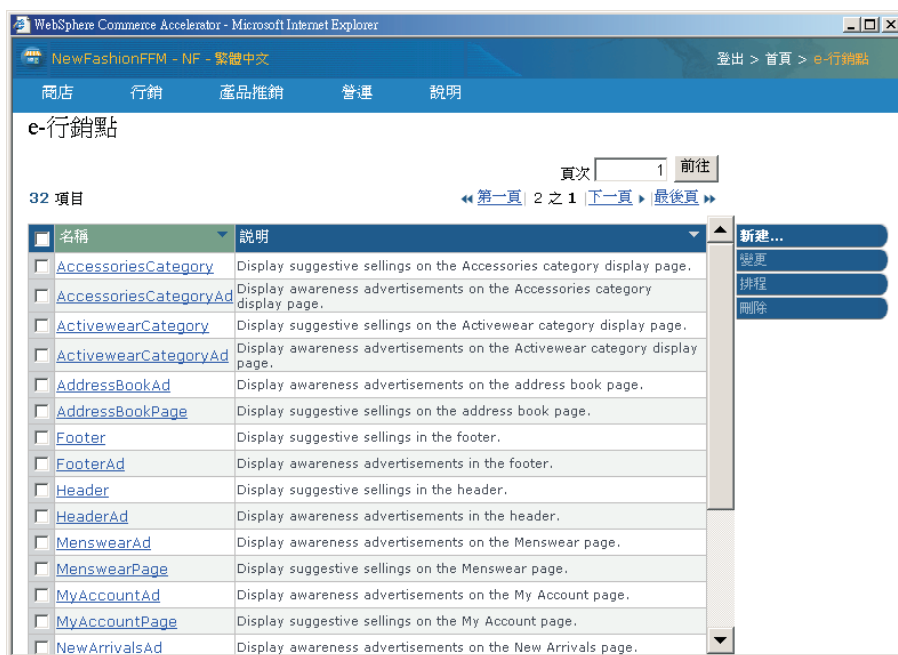 WebSphere Commerce Accelerator - Microsoft Internet Explorer
NewFashionFFM - NF - 繁體中文 登出 > 首頁 > e-行銷點
商店 行銷 產品推銷 營運 說明
e-行銷點
頁次 1 前往
32 項目 第一頁 | 2 之 1 | 下一頁 | 最後頁
名稱 說明
新建...
AccessoriesCategory Display suggestive sellings on the Accessories category display page.
變更
AccessoriesCategoryAd Display awareness advertisements on the Accessories category
display page.
排程
刪除
ActivewearCategory Display suggestive sellings on the Activewear category display page.
ActivewearCategoryAd Display awareness advertisements on the Activewear category display
page.
AddressBookAd Display awareness advertisements on the address book page.
AddressBookPage Display suggestive sellings on the address book page.
Footer Display suggestive sellings in the footer.
FooterAd Display awareness advertisements in the footer.
Header Display suggestive sellings in the header.
HeaderAd Display awareness advertisements in the header.
MenswearAd Display awareness advertisements on the Menswear page.
MenswearPage Display suggestive sellings on the Menswear page.
MyAccountAd Display awareness advertisements on the My Account page.
MyAccountPage Display suggestive sellings on the My Account page.
NewArrivalsAd Display awareness advertisements on the New Arrivals page.